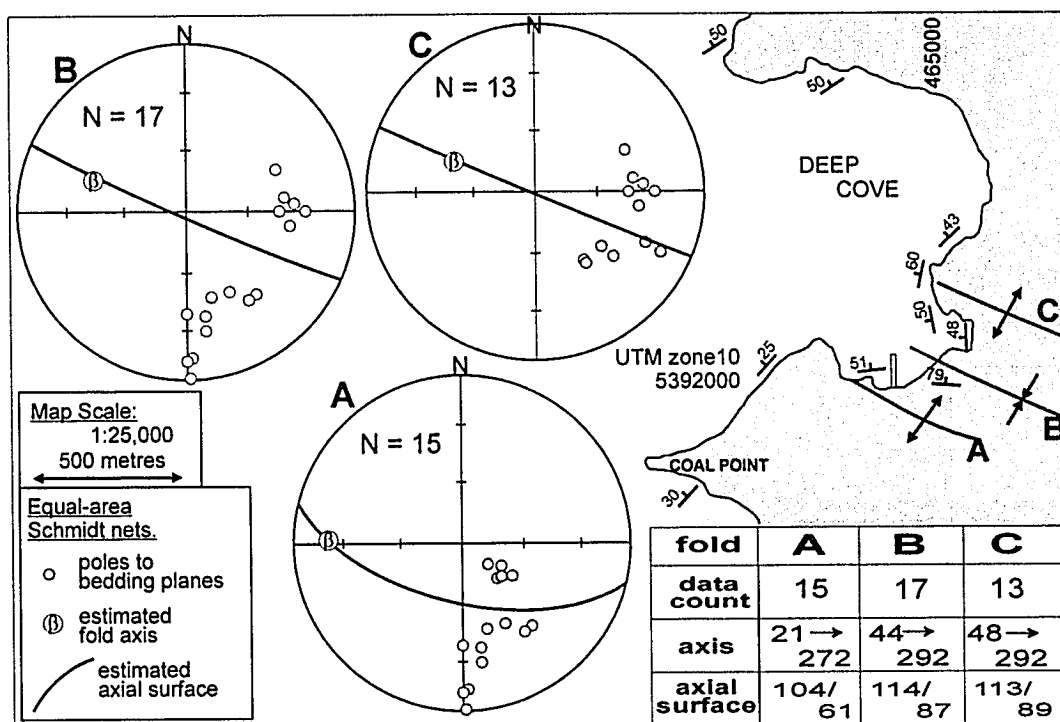 B
N
N = 17
C
N
N = 13
β
β
A
N
N = 15
β
Map Scale:
1:25,000
500 metres
Equal-area
Schmidt nets.
poles to
bedding planes
β
estimated
fold axis
estimated
axial surface
50
50
465000
DEEP
COVE
43
60
50
48
C
UTM zone10
5392000
25
51
79
B
A
COAL POINT
30
fold A B C
data
count 15 17 13
axis 21→ 44→ 48→
272 292 292
axial 104/ 114/ 113/
surface 61 87 89